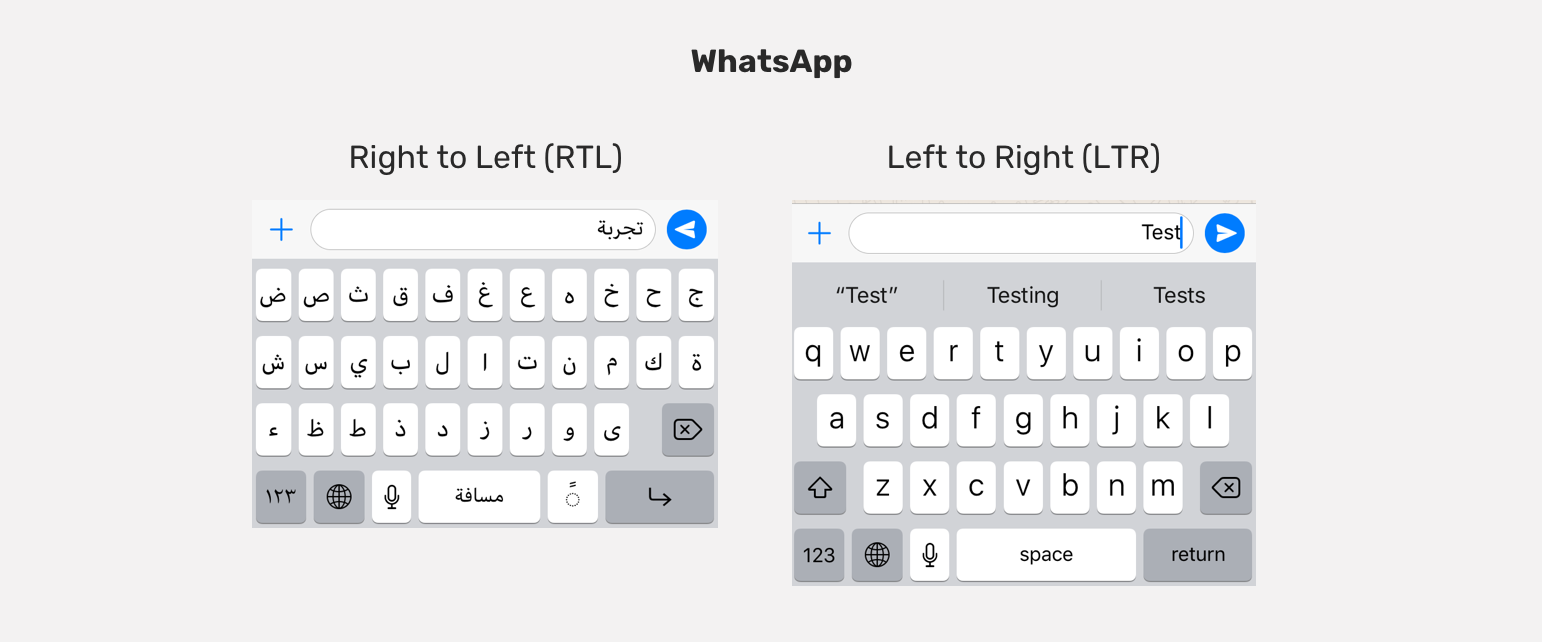 WhatsApp
Right to Left (RTL)
تجربة
ض ص ث ق ف غ ع ه خ ح ج
ش س ي ب ل ا ت ن م ك ة
ء ظ ط ذ د ز ر و ى
١٢٣ مسافة
Left to Right (LTR)
Test
“Test” Testing Tests
q w e r t y u i o p
a s d f g h j k l
z x c v b n m
123 space return